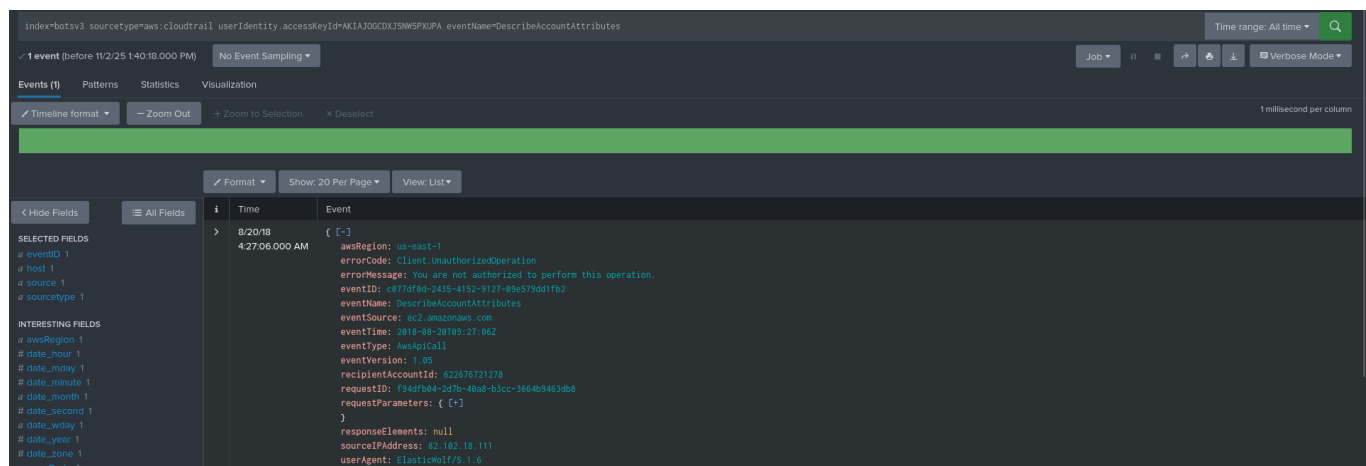 index=botsv3 sourcetype=aws:cloudtrail userIdentity.accessKeyId=AKIAJOGCDXJ5NW5PXUPA eventName=DescribeAccountAttributes
Time range: All time
✓ 1 event (before 11/2/25 1:40:18.000 PM)
No Event Sampling
Job
Verbose Mode
Events (1)
Patterns
Statistics
Visualization
Timeline format
— Zoom Out
+ Zoom to Selection
× Deselect
1 millisecond per column
Format
Show: 20 Per Page
View: List
< Hide Fields
All Fields
i
Time
Event
SELECTED FIELDS
a eventID 1
a host 1
a source 1
a sourcetype 1
INTERESTING FIELDS
a awsRegion 1
# date_hour 1
# date_mday 1
# date_minute 1
a date_month 1
# date_second 1
a date_wday 1
# date_year 1
# date_zone 1
>
8/20/18
4:27:06.000 AM
{ [-]
awsRegion: us-east-1
errorCode: Client.UnauthorizedOperation
errorMessage: You are not authorized to perform this operation.
eventID: c077df0d-2435-4152-9127-09e579dd1fb2
eventName: DescribeAccountAttributes
eventSource: ec2.amazonaws.com
eventTime: 2018-08-20T09:27:06Z
eventType: AwsApiCall
eventVersion: 1.05
recipientAccountId: 622676721278
requestID: f94dfb04-2d7b-40a8-b3cc-3664b9463db8
requestParameters: { [+]
}
responseElements: null
sourceIPAddress: 82.102.18.111
userAgent: ElasticWolf/5.1.6